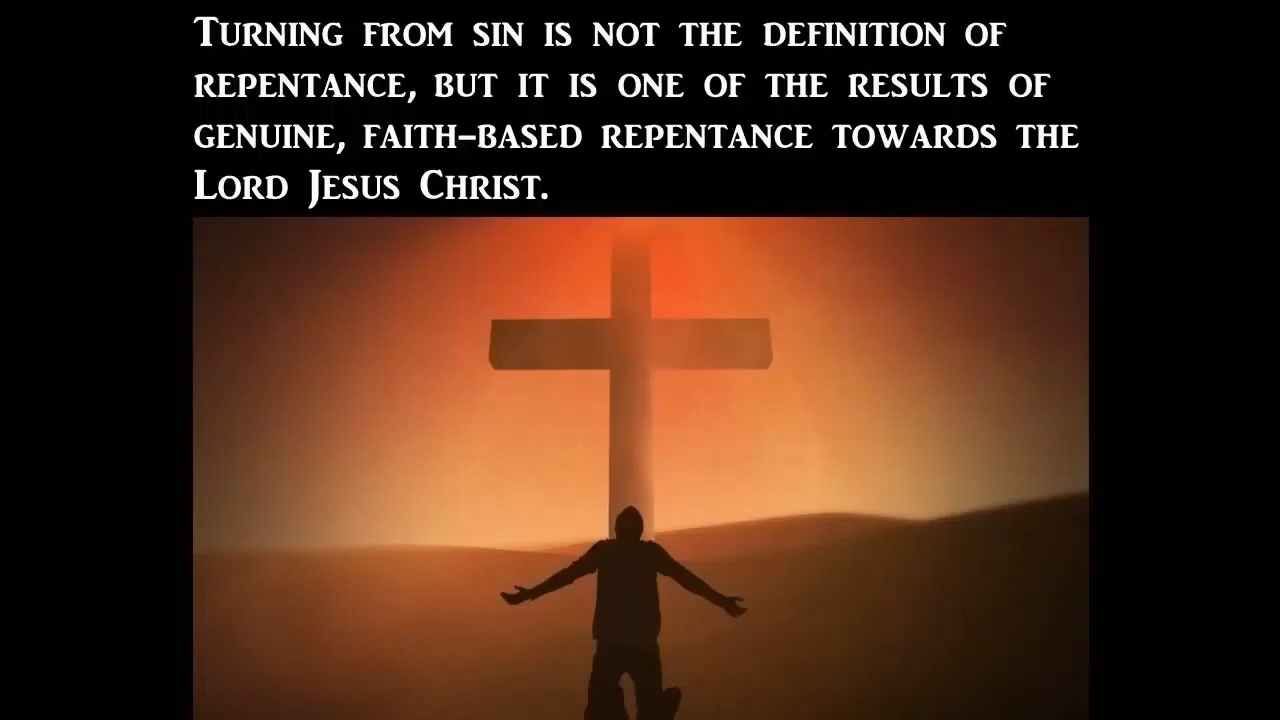 Turning from sin is not the definition of
repentance, but it is one of the results of
genuine, faith-based repentance towards the
Lord Jesus Christ.